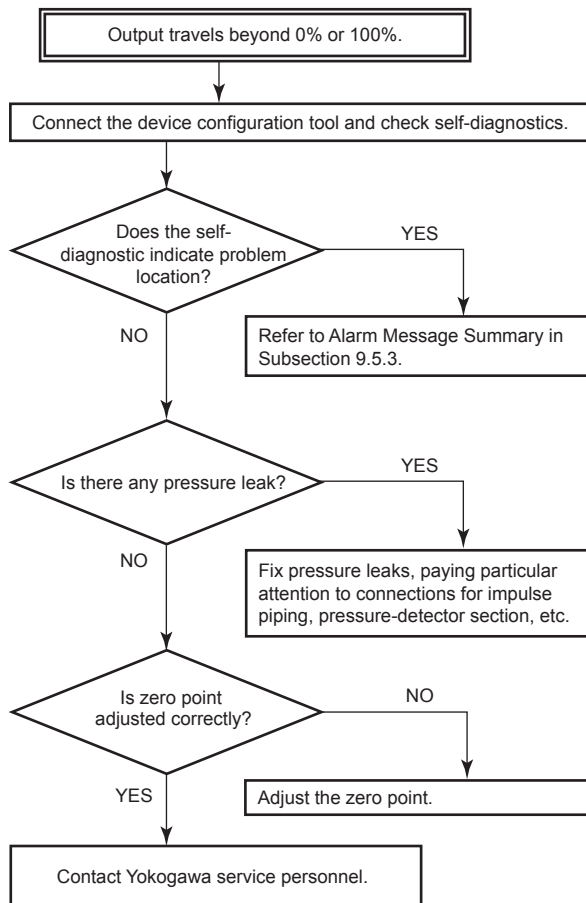 Output travels beyond 0% or 100%.
Connect the device configuration tool and check self-diagnostics.
Does the self-
diagnostic indicate problem
location?
YES
NO
Refer to Alarm Message Summary in
Subsection 9.5.3.
Is there any pressure leak?
YES
NO
Fix pressure leaks, paying particular
attention to connections for impulse
piping, pressure-detector section, etc.
Is zero point
adjusted correctly?
NO
YES
Adjust the zero point.
Contact Yokogawa service personnel.